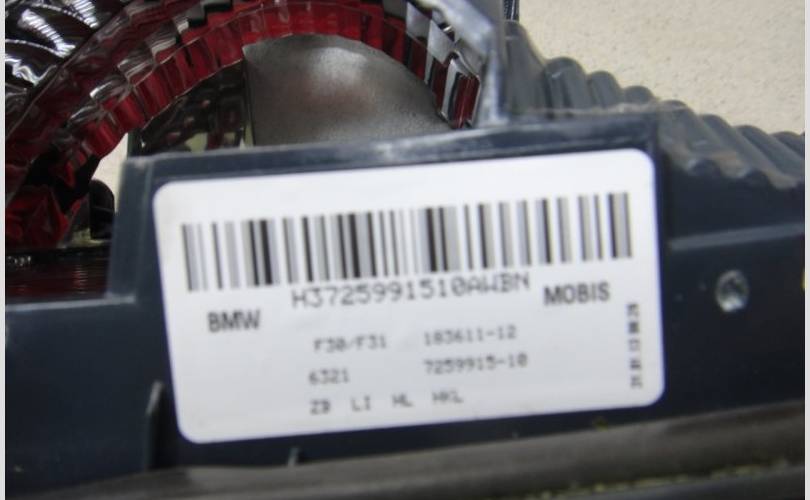 H3725991510AWBN
BMW MOBIS
F30/F31 183611-12
6321 7259915-10
ZB LI HL HKL